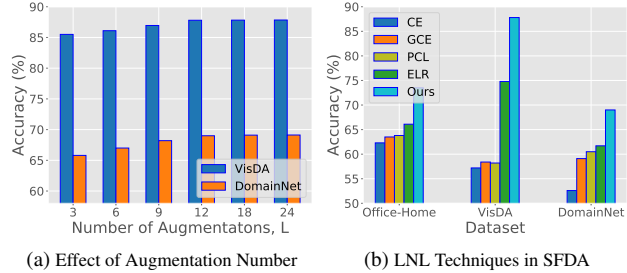 90
85
80
75
70
65
60
Accuracy (%)
3 6 9 12 18 24
Number of Augmentatons, L
VisDA
DomainNet
(a) Effect of Augmentation Number
90
85
80
75
70
65
60
55
50
Accuracy (%)
CE
GCE
PCL
ELR
Ours
Office-Home VisDA DomainNet
Dataset
(b) LNL Techniques in SFDA